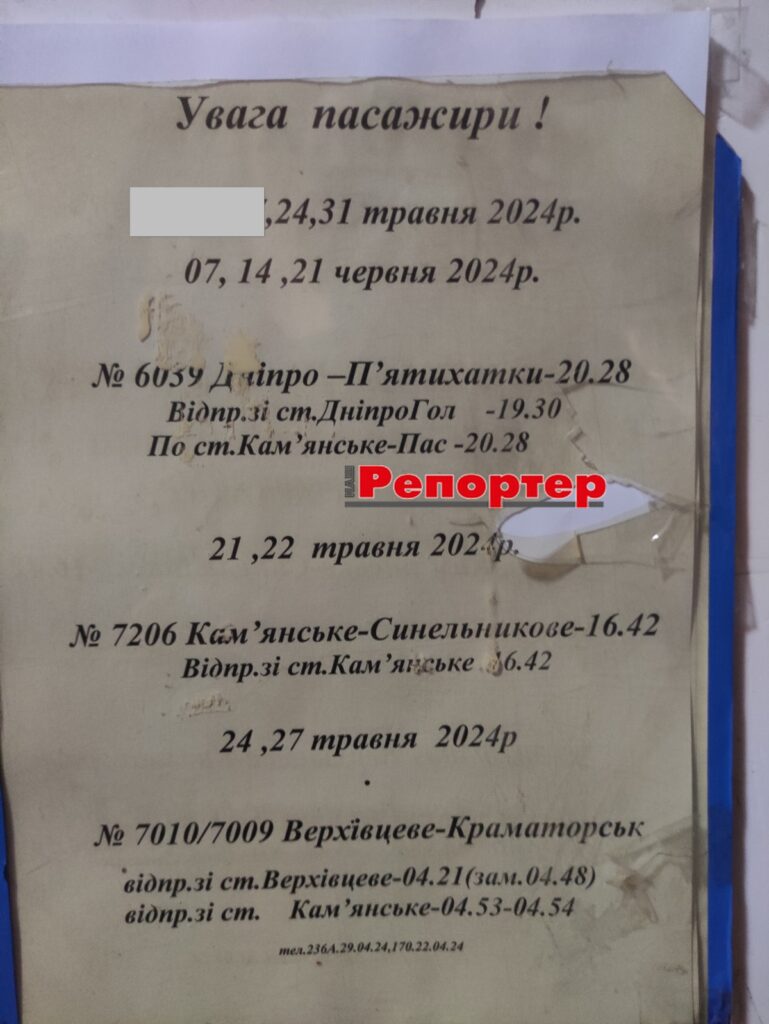 Увага пасажири !
,24,31 травня 2024р.
07, 14 ,21 червня 2024р.
№ 6039 Дніпро –П’ятихатки-20.28
Відпр.зі ст.ДніпроГол -19.30
По ст.Кам’янське-Пас -20.28
НАШ Репортер
21 ,22 травня 2024р.
№ 7206 Кам’янське-Синельникове-16.42
Відпр.зі ст.Кам’янське 16.42
24 ,27 травня 2024р
.
№ 7010/7009 Верхівцеве-Краматорськ
відпр.зі ст.Верхівцеве-04.21(зам.04.48)
відпр.зі ст. Кам’янське-04.53-04.54
тел.236А.29.04.24,170.22.04.24